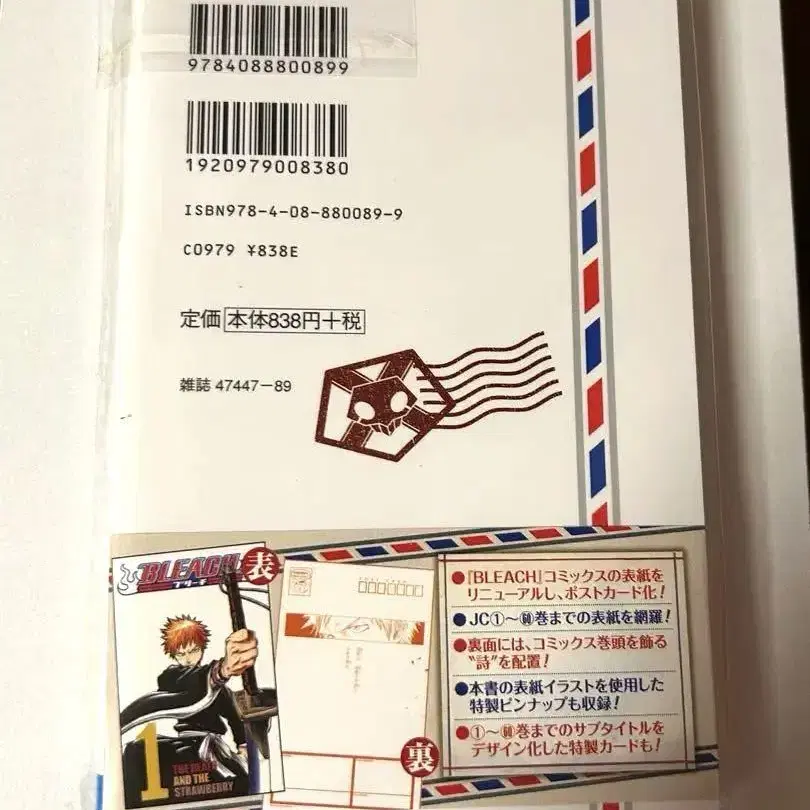 9784088800899
1920979008380
ISBN978-4-08-880089-9
C0979 ¥838E
定価 本体838円+税
雑誌 47447-89
BLEACH
ブリーチ
表
1
THE DEATH
AND THE
STRAWBERRY
裏
●『BLEACH』コミックスの表紙を
リニューアルし、ポストカード化!
●JC①〜㊿巻までの表紙を網羅!
●裏面には、コミックス巻頭を飾る
"詩"を配置!
●本書の表紙イラストを使用した
特製ピンナップも収録!
●①〜巻までのサブタイトルを
デザイン化した特製カードも!